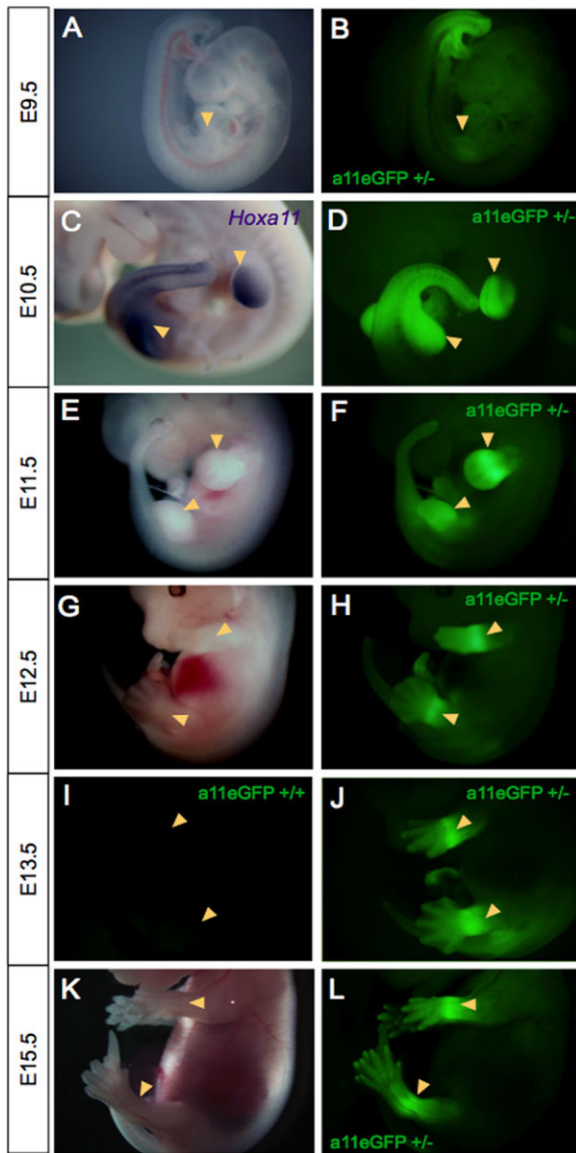 E9.5
A
B
a11eGFP +/-
E10.5
C
Hoxa11
D
a11eGFP +/-
E11.5
E
F
a11eGFP +/-
E12.5
G
H
a11eGFP +/-
E13.5
I
a11eGFP +/+
J
a11eGFP +/-
E15.5
K
L
a11eGFP +/-